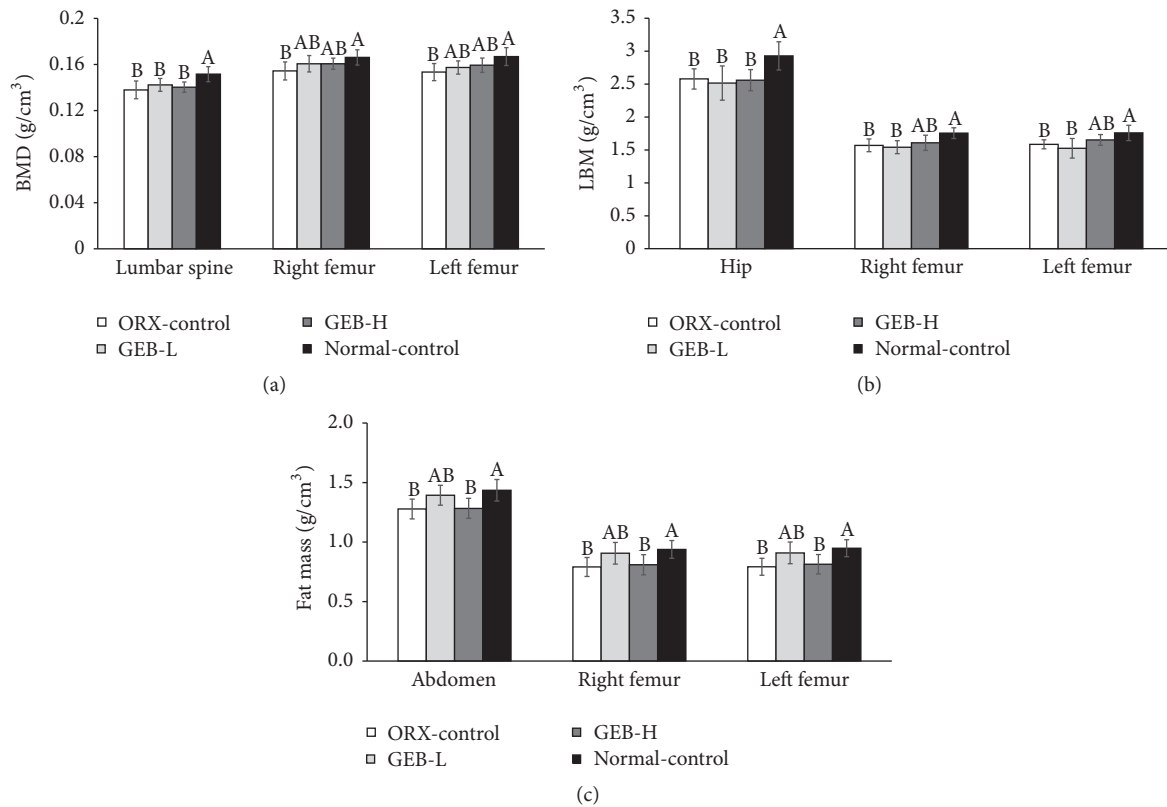 0.2
0.16
0.12
0.08
0.04
0
BMD (g/cm³)
B B B A
B AB AB A
B AB AB A
Lumbar spine Right femur Left femur
ORX-control GEB-H
GEB-L Normal-control
(a)
3.5
3
2.5
2
1.5
1
0.5
0
LBM (g/cm³)
B B B A
B B AB A
B B AB A
Hip Right femur Left femur
ORX-control GEB-H
GEB-L Normal-control
(b)
2.0
1.5
1.0
0.5
0.0
Fat mass (g/cm³)
B AB B A
B AB B A
B AB B A
Abdomen Right femur Left femur
ORX-control GEB-H
GEB-L Normal-control
(c)